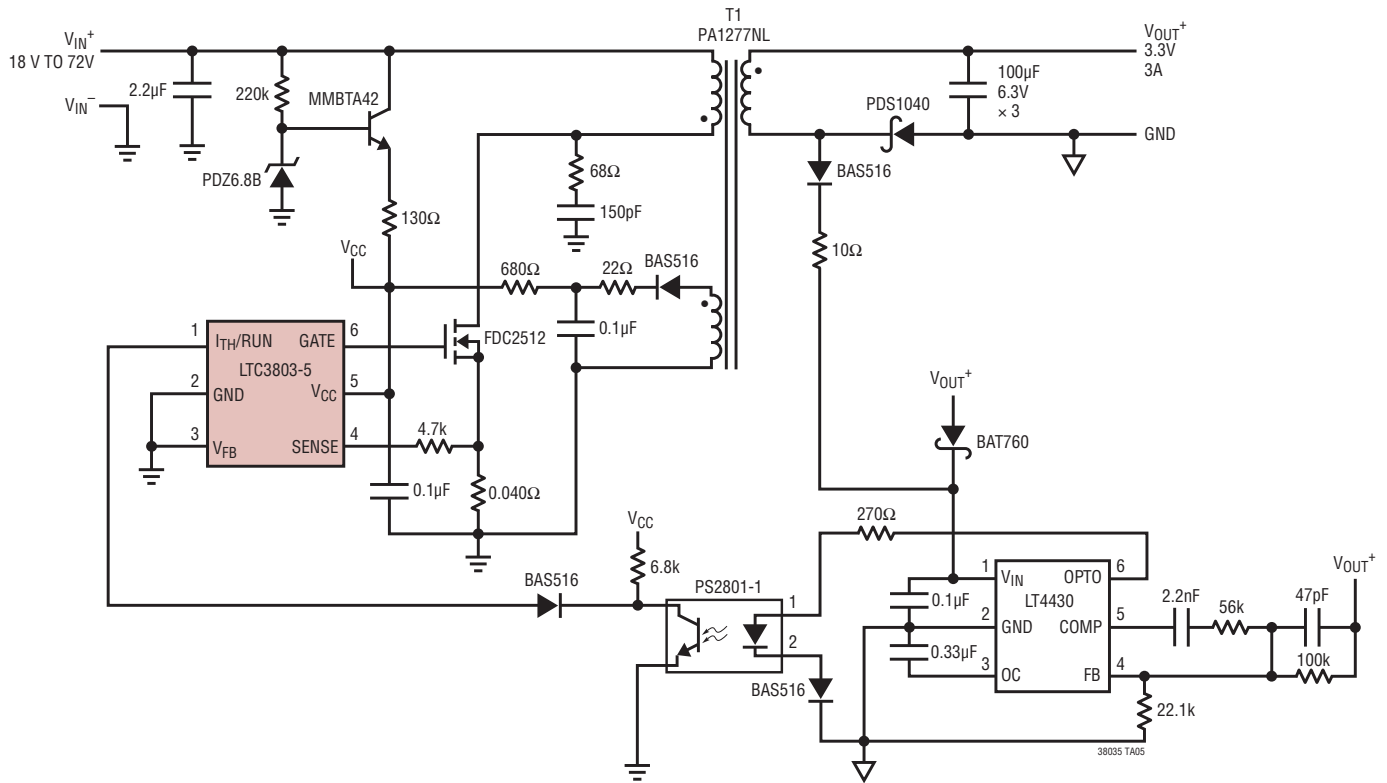 T1
PA1277NL
VIN+
18 V TO 72V
VIN−
2.2µF
220k
MMBTA42
PDZ6.8B
130Ω
68Ω
150pF
VOUT+
3.3V
3A
100µF
6.3V
× 3
PDS1040
GND
BAS516
10Ω
VCC
680Ω
22Ω
BAS516
0.1µF
FDC2512
1
ITH/RUN
GATE
6
LTC3803-5
2
GND
VCC
5
3
VFB
SENSE
4
4.7k
0.1µF
0.040Ω
VOUT+
BAT760
270Ω
VCC
6.8k
BAS516
PS2801-1
1
2
BAS516
0.1µF
0.33µF
1
VIN
OPTO
6
LT4430
2
GND
COMP
5
3
OC
FB
4
2.2nF
56k
47pF
VOUT+
100k
22.1k
38035 TA05